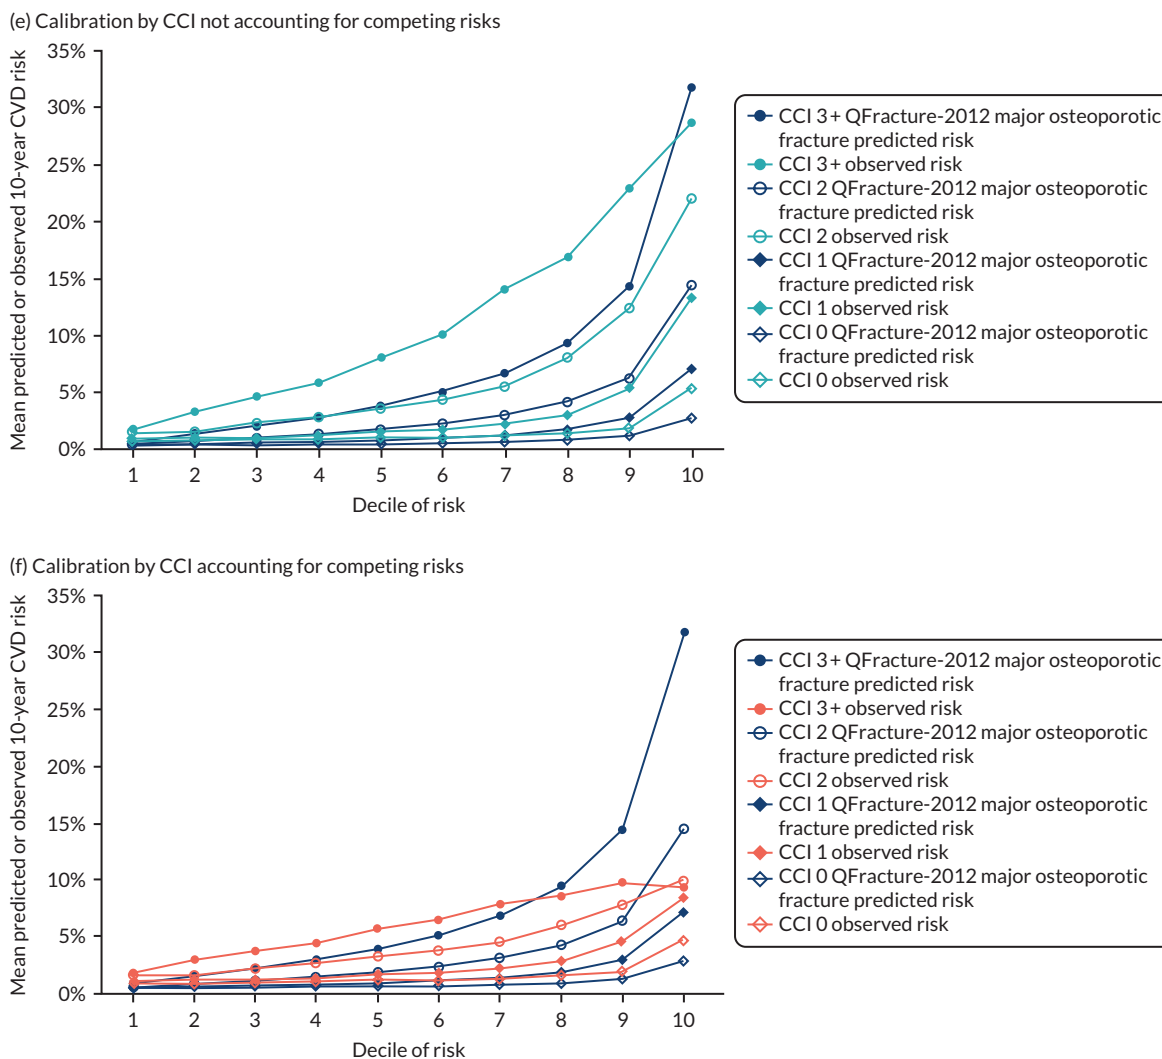 (e) Calibration by CCI not accounting for competing risks
Mean predicted or observed 10-year CVD risk
35%
30%
25%
20%
15%
10%
5%
0%
1 2 3 4 5 6 7 8 9 10
Decile of risk
CCI 3+ QFracture-2012 major osteoporotic
fracture predicted risk
CCI 3+ observed risk
CCI 2 QFracture-2012 major osteoporotic
fracture predicted risk
CCI 2 observed risk
CCI 1 QFracture-2012 major osteoporotic
fracture predicted risk
CCI 1 observed risk
CCI 0 QFracture-2012 major osteoporotic
fracture predicted risk
CCI 0 observed risk
(f) Calibration by CCI accounting for competing risks
Mean predicted or observed 10-year CVD risk
35%
30%
25%
20%
15%
10%
5%
0%
1 2 3 4 5 6 7 8 9 10
Decile of risk
CCI 3+ QFracture-2012 major osteoporotic
fracture predicted risk
CCI 3+ observed risk
CCI 2 QFracture-2012 major osteoporotic
fracture predicted risk
CCI 2 observed risk
CCI 1 QFracture-2012 major osteoporotic
fracture predicted risk
CCI 1 observed risk
CCI 0 QFracture-2012 major osteoporotic
fracture predicted risk
CCI 0 observed risk